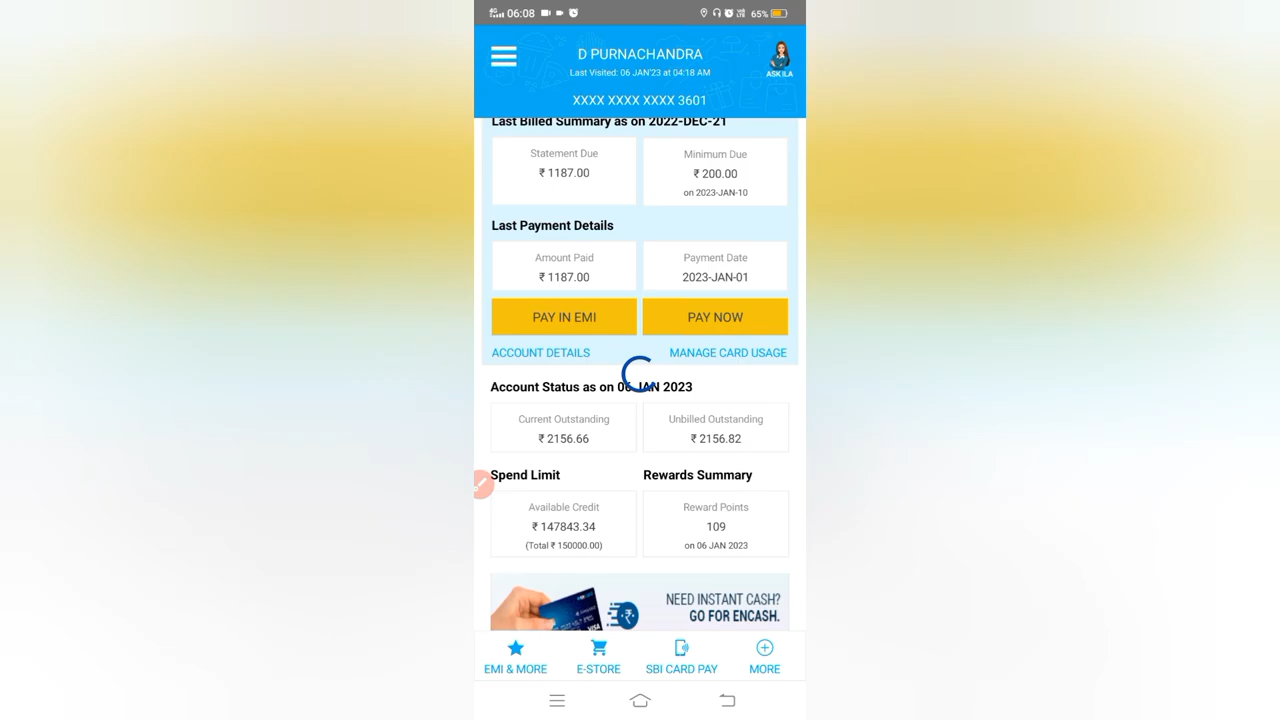 4G 06:08 65%
D PURNACHANDRA
Last Visited: 06 JAN'23 at 04:18 AM
ASK ILA
XXXX XXXX XXXX 3601
Last Billed Summary as on 2022-DEC-21
Statement Due
₹ 1187.00
Minimum Due
₹ 200.00
on 2023-JAN-10
Last Payment Details
Amount Paid
₹ 1187.00
Payment Date
2023-JAN-01
PAY IN EMI
PAY NOW
ACCOUNT DETAILS
MANAGE CARD USAGE
Account Status as on 06 JAN 2023
Current Outstanding
₹ 2156.66
Unbilled Outstanding
₹ 2156.82
Spend Limit
Available Credit
₹ 147843.34
(Total ₹ 150000.00)
Rewards Summary
Reward Points
109
on 06 JAN 2023
NEED INSTANT CASH?
GO FOR ENCASH.
VISA
EMI & MORE
E-STORE
SBI CARD PAY
MORE